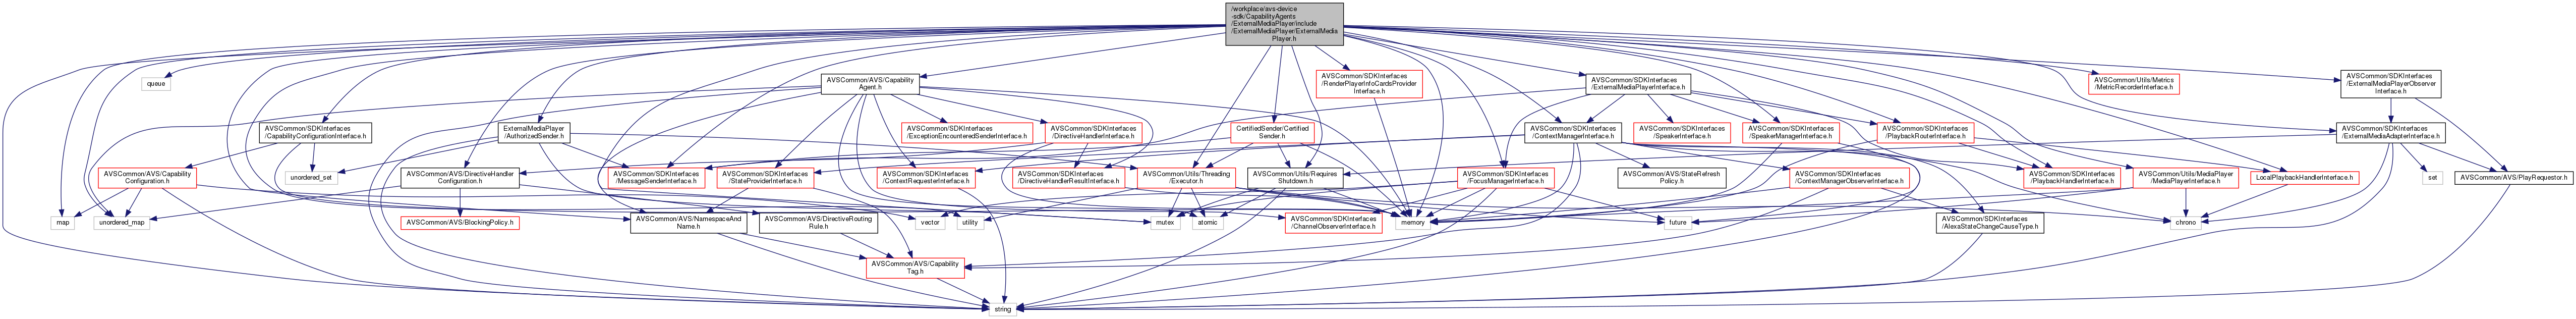 /workplace/avs-device
-sdk/CapabilityAgents
/ExternalMediaPlayer/include
/ExternalMediaPlayer/ExternalMedia
Player.h
queue
AVSCommon/AVS/Capability
Agent.h
AVSCommon/SDKInterfaces
/RenderPlayerInfoCardsProvider
Interface.h
AVSCommon/SDKInterfaces
/ExternalMediaPlayerInterface.h
AVSCommon/Utils/Metrics
/MetricRecorderInterface.h
AVSCommon/SDKInterfaces
/ExternalMediaPlayerObserver
Interface.h
AVSCommon/SDKInterfaces
/CapabilityConfigurationInterface.h
ExternalMediaPlayer
/AuthorizedSender.h
AVSCommon/SDKInterfaces
/ExceptionEncounteredSenderInterface.h
AVSCommon/SDKInterfaces
/DirectiveHandlerInterface.h
CertifiedSender/Certified
Sender.h
AVSCommon/SDKInterfaces
/ContextManagerInterface.h
AVSCommon/SDKInterfaces
/SpeakerInterface.h
AVSCommon/SDKInterfaces
/SpeakerManagerInterface.h
AVSCommon/SDKInterfaces
/PlaybackRouterInterface.h
AVSCommon/SDKInterfaces
/ExternalMediaAdapterInterface.h
AVSCommon/AVS/Capability
Configuration.h
unordered_set
AVSCommon/AVS/DirectiveHandler
Configuration.h
AVSCommon/SDKInterfaces
/MessageSenderInterface.h
AVSCommon/SDKInterfaces
/StateProviderInterface.h
AVSCommon/SDKInterfaces
/ContextRequesterInterface.h
AVSCommon/SDKInterfaces
/DirectiveHandlerResultInterface.h
AVSCommon/Utils/Threading
/Executor.h
AVSCommon/Utils/Requires
Shutdown.h
AVSCommon/SDKInterfaces
/FocusManagerInterface.h
AVSCommon/AVS/StateRefresh
Policy.h
AVSCommon/SDKInterfaces
/ContextManagerObserverInterface.h
AVSCommon/SDKInterfaces
/PlaybackHandlerInterface.h
AVSCommon/Utils/MediaPlayer
/MediaPlayerInterface.h
LocalPlaybackHandlerInterface.h
set
AVSCommon/AVS/PlayRequestor.h
map
unordered_map
AVSCommon/AVS/BlockingPolicy.h
AVSCommon/AVS/NamespaceAnd
Name.h
AVSCommon/AVS/DirectiveRouting
Rule.h
vector
utility
mutex
atomic
AVSCommon/SDKInterfaces
/ChannelObserverInterface.h
memory
future
AVSCommon/SDKInterfaces
/AlexaStateChangeCauseType.h
chrono
AVSCommon/AVS/Capability
Tag.h
string